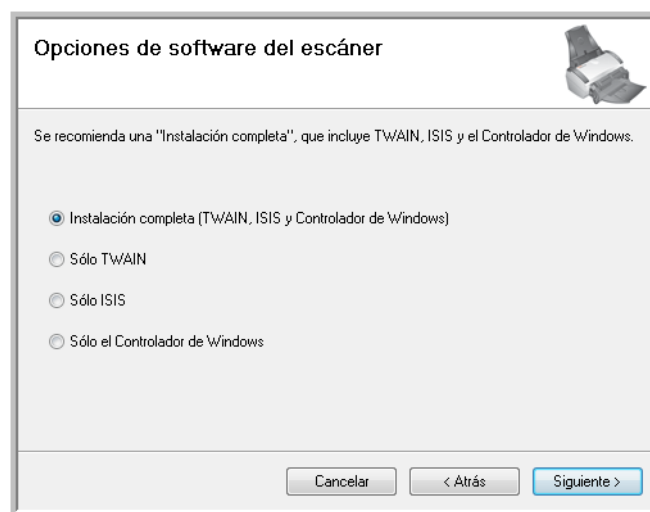 Opciones de software del escáner
Se recomienda una "Instalación completa", que incluye TWAIN, ISIS y el Controlador de Windows.
Instalación completa (TWAIN, ISIS y Controlador de Windows)
Sólo TWAIN
Sólo ISIS
Sólo el Controlador de Windows
Cancelar < Atrás Siguiente >